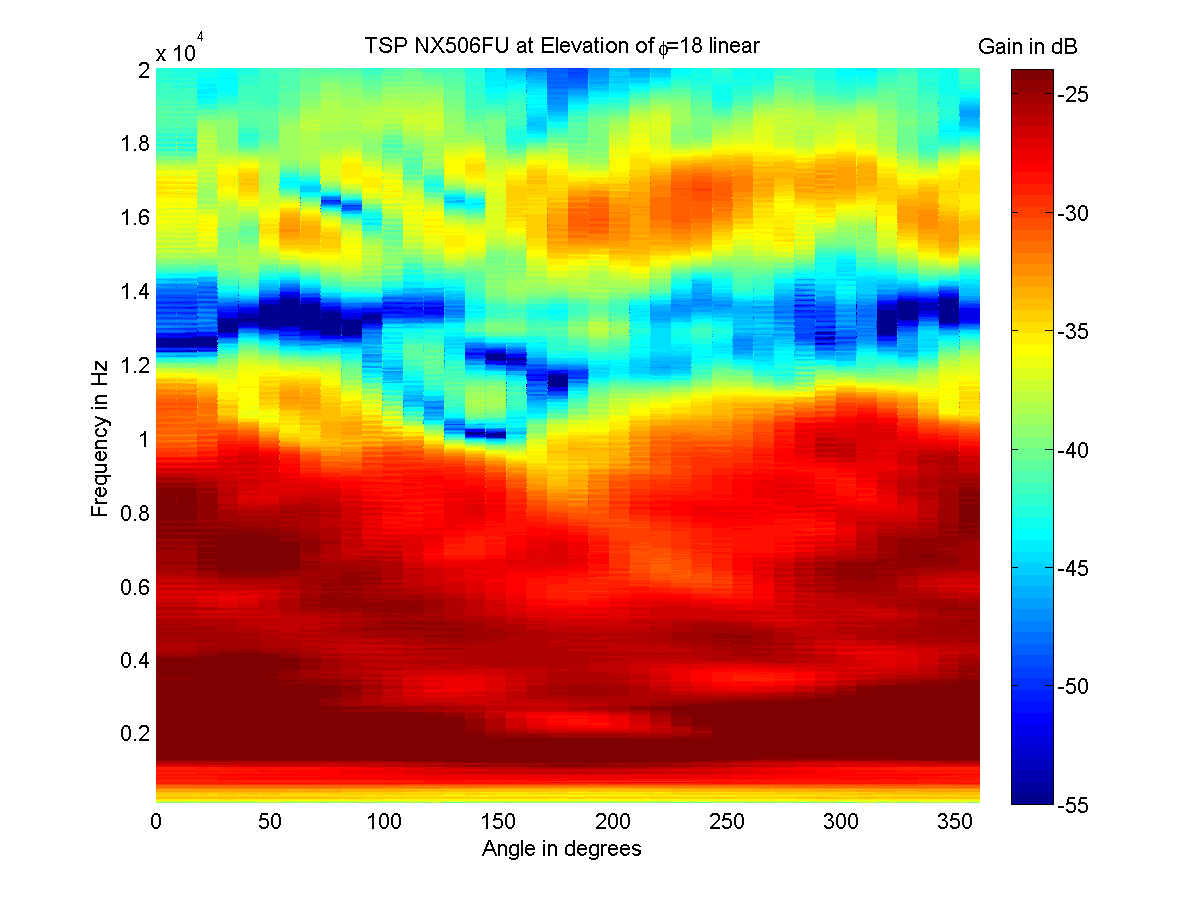 TSP NX506FU at Elevation of ϕ=18 linear
Gain in dB
x 10^4
2
1.8
1.6
1.4
1.2
1
0.8
0.6
0.4
0.2
Frequency in Hz
0 50 100 150 200 250 300 350
Angle in degrees
-25
-30
-35
-40
-45
-50
-55